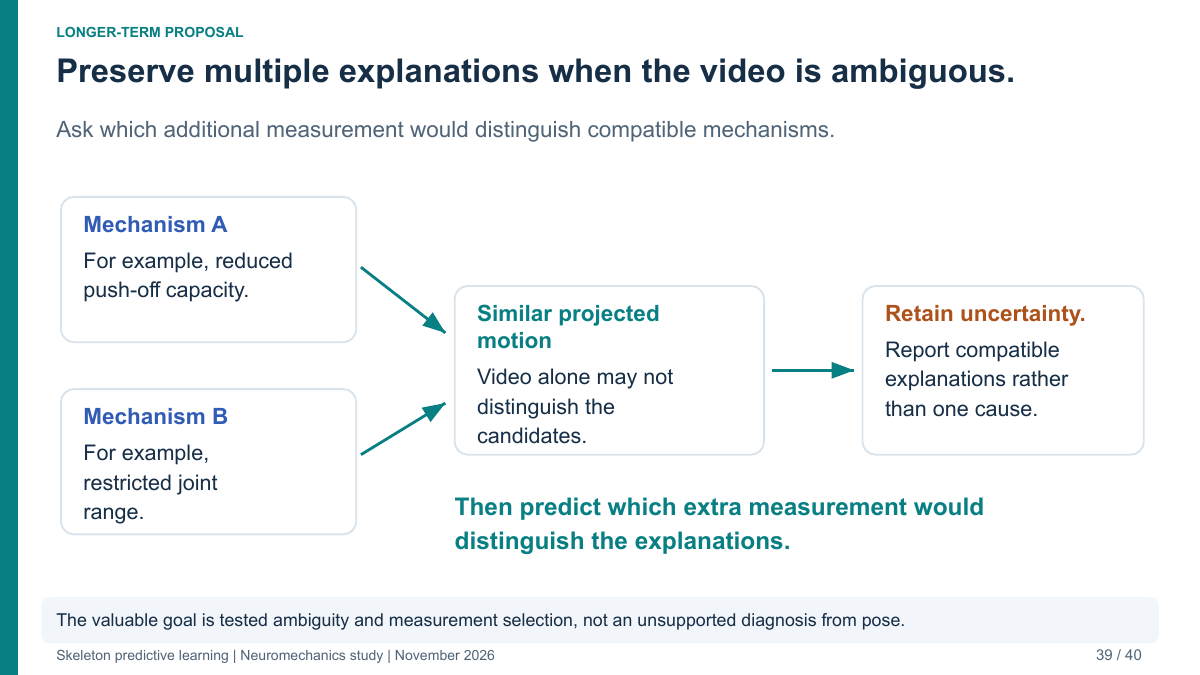 LONGER-TERM PROPOSAL
Preserve multiple explanations when the video is ambiguous.
Ask which additional measurement would distinguish compatible mechanisms.
Mechanism A
For example, reduced
push-off capacity.
Mechanism B
For example,
restricted joint
range.
Similar projected
motion
Video alone may not
distinguish the
candidates.
Retain uncertainty.
Report compatible
explanations rather
than one cause.
Then predict which extra measurement would
distinguish the explanations.
The valuable goal is tested ambiguity and measurement selection, not an unsupported diagnosis from pose.
Skeleton predictive learning | Neuromechanics study | November 2026
39 / 40